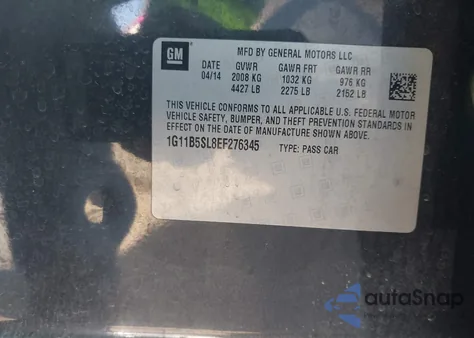 GM
MFD BY GENERAL MOTORS LLC
DATE GVWR GAWR FRT GAWR RR
04/14 2008 KG 1032 KG 976 KG
4427 LB 2275 LB 2152 LB
THIS VEHICLE CONFORMS TO ALL APPLICABLE U.S. FEDERAL MOTOR
VEHICLE SAFETY, BUMPER, AND THEFT PREVENTION STANDARDS IN
EFFECT ON THE DATE OF MANUFACTURE SHOWN ABOVE.
1G11B5SL8EF276345 TYPE: PASS CAR
autoSnap